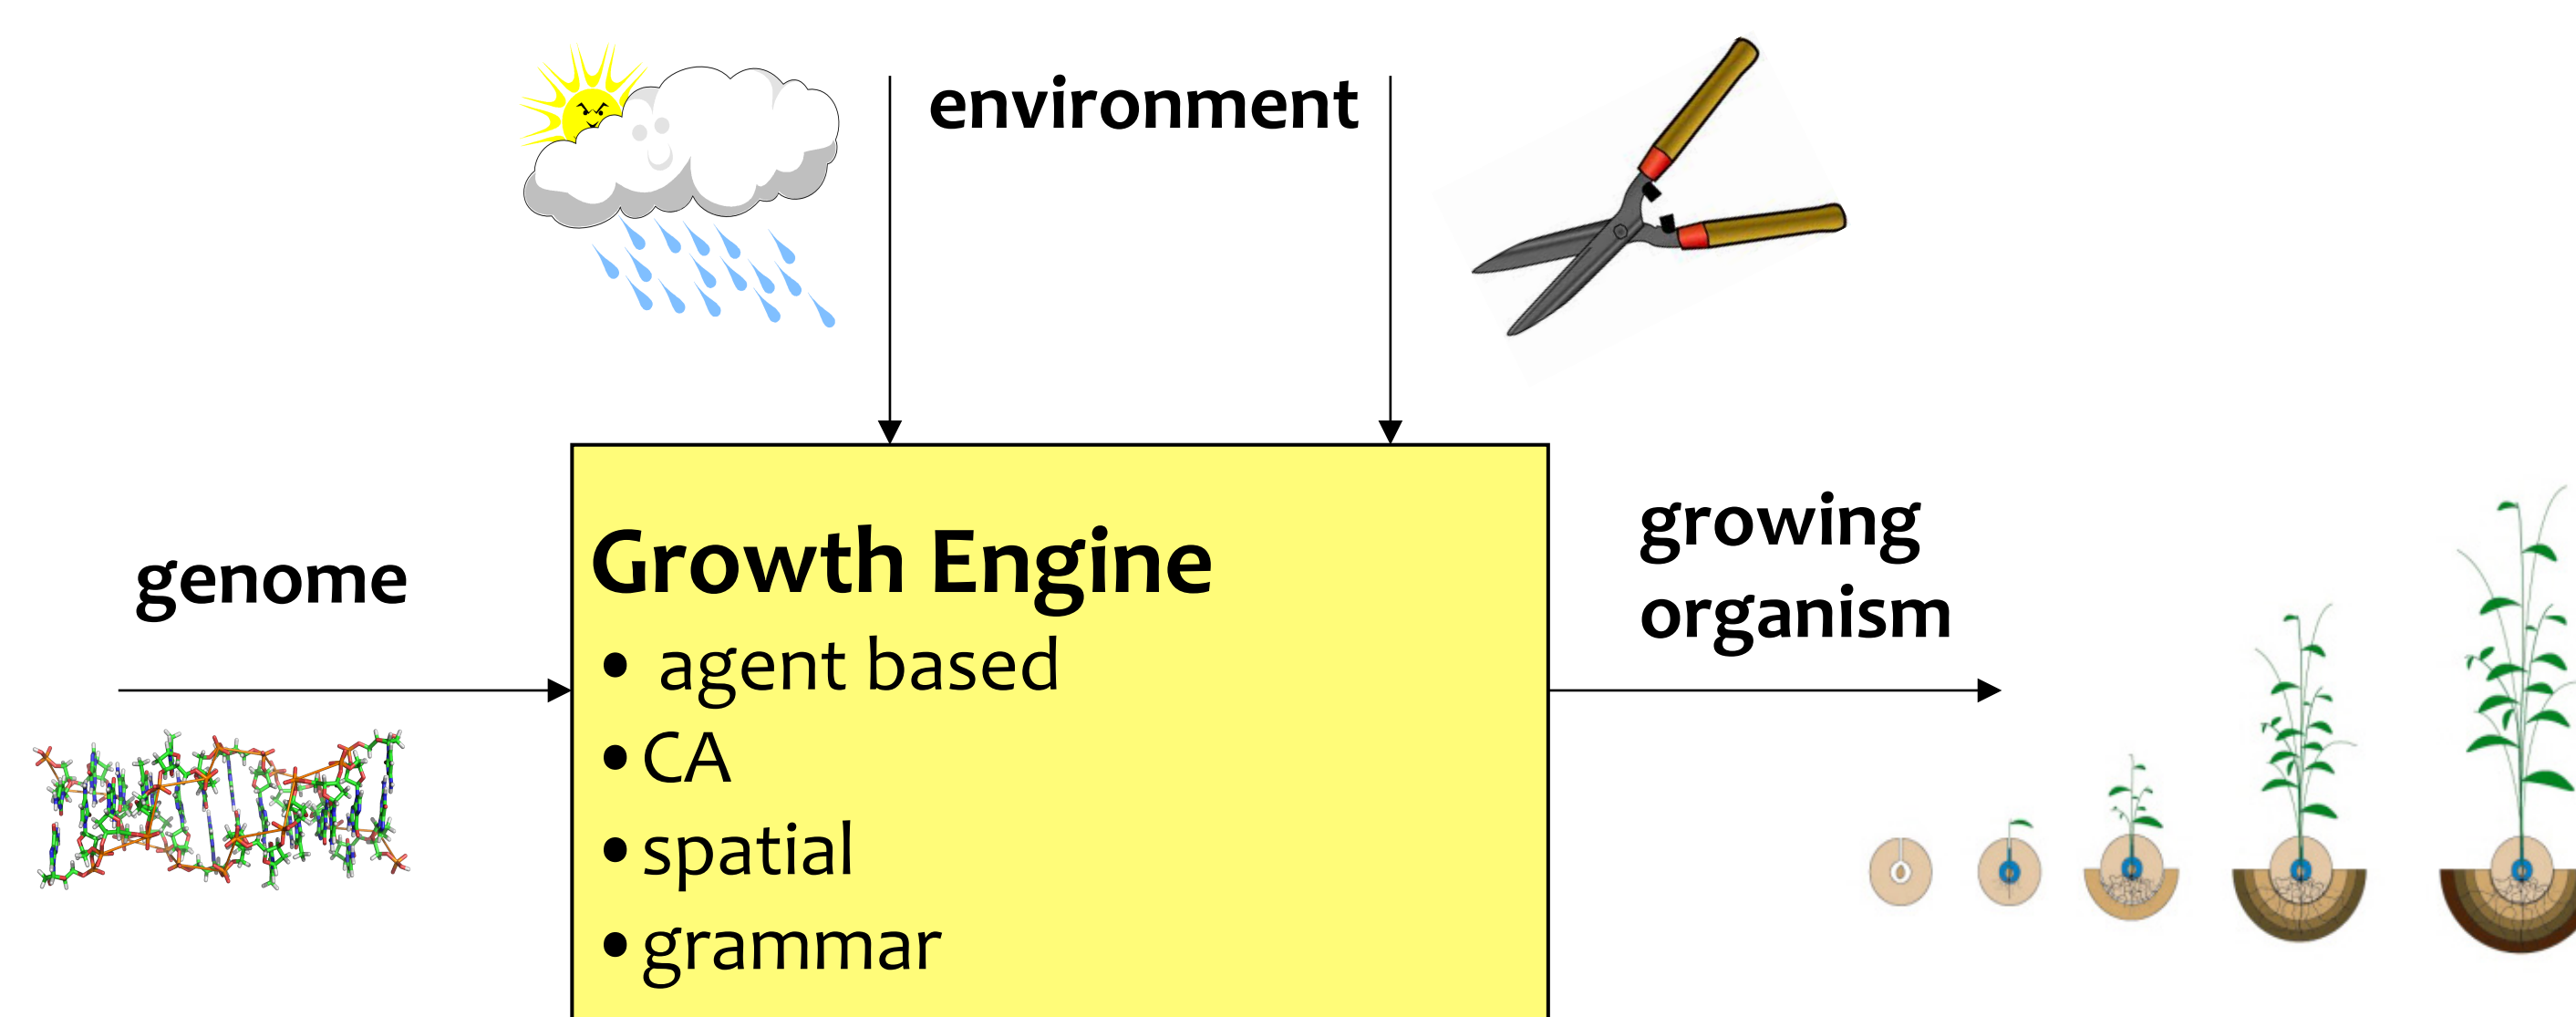 environment
genome
Growth Engine
• agent based
• CA
• spatial
• grammar
growing
organism